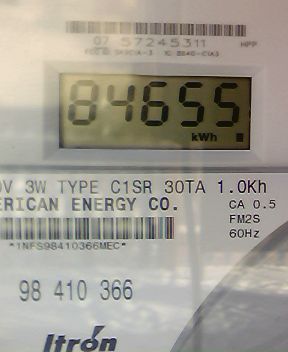 07 57245311 HPP
84655
kWh
0V 3W TYPE C1SR 30TA 1.0Kh
ERICAN ENERGY CO. CA 0.5
FM2S
*1NFS98410366MEC* 60Hz
98 410 366
Itron